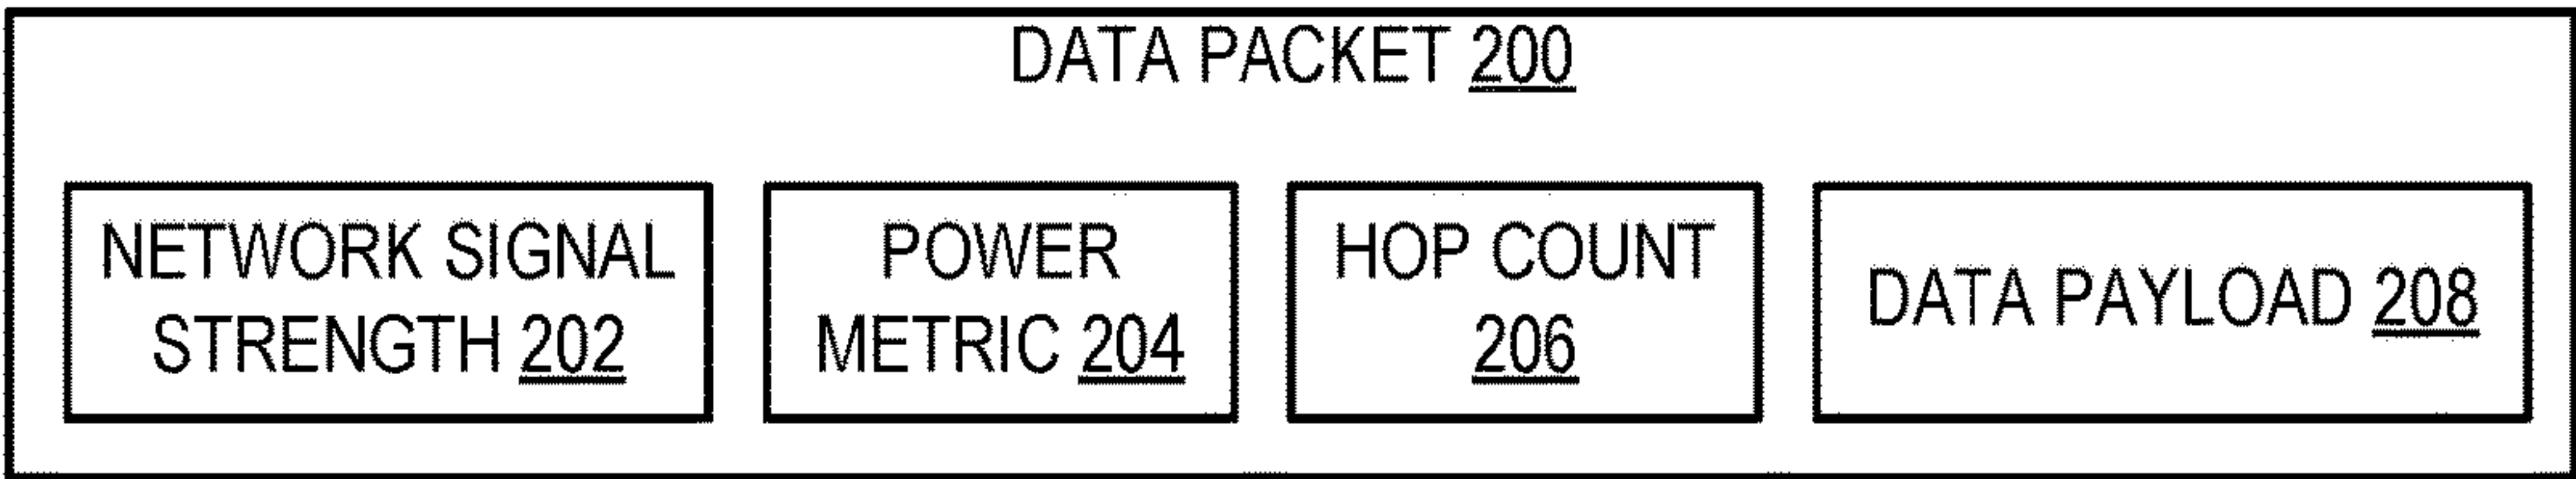 DATA PACKET 200
NETWORK SIGNAL
STRENGTH 202
POWER
METRIC 204
HOP COUNT
206
DATA PAYLOAD 208